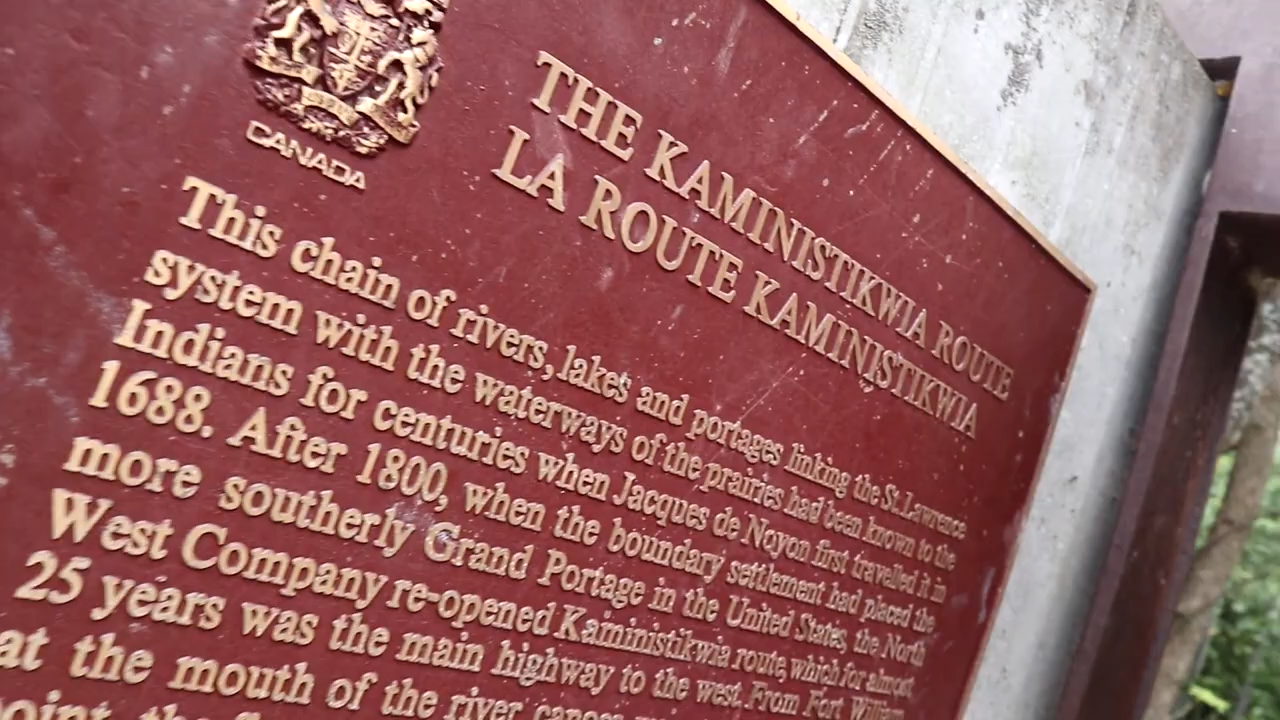 CANADA
THE KAMINISTIKWIA ROUTE
LA ROUTE KAMINISTIKWIA
This chain of rivers, lakes and portages linking the St. Lawrence
system with the waterways of the prairies had been known to the
Indians for centuries when Jacques de Noyon first travelled it in
1688. After 1800, when the boundary settlement had placed the
more southerly Grand Portage in the United States, the North
West Company re-opened Kaministikwia route, which for almost
25 years was the main highway to the west. From Fort William,
at the mouth of the river canoes
point, the